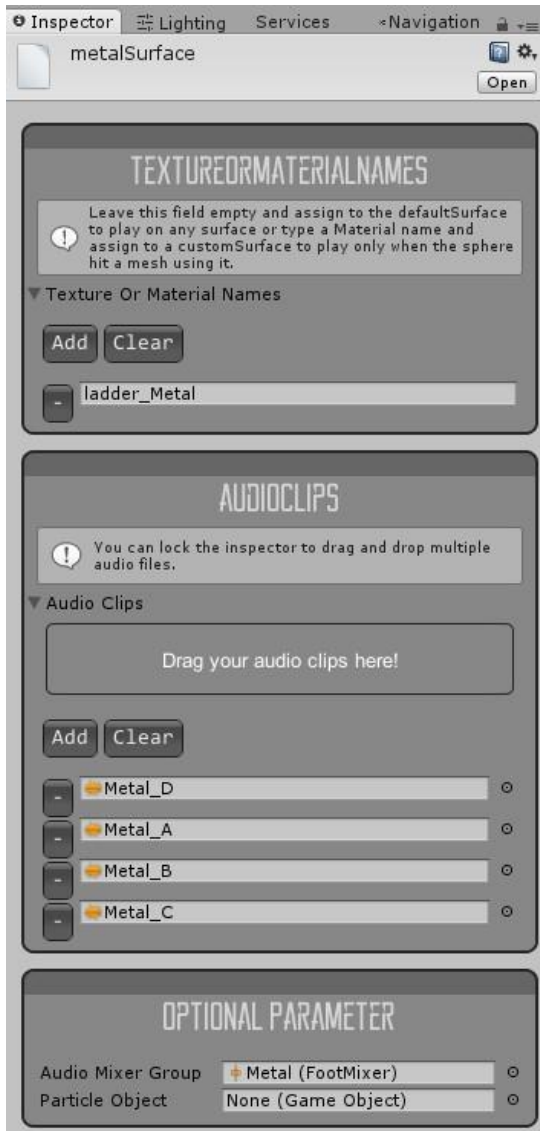 Inspector Lighting Services Navigation
metalSurface
Open
TEXTUREORMATERIALNAMES
Leave this field empty and assign to the defaultSurface
to play on any surface or type a Material name and
assign to a customSurface to play only when the sphere
hit a mesh using it.
Texture Or Material Names
Add Clear
- ladder_Metal
AUDIOCLIPS
You can lock the inspector to drag and drop multiple
audio files.
Audio Clips
Drag your audio clips here!
Add Clear
- Metal_D
- Metal_A
- Metal_B
- Metal_C
OPTIONAL PARAMETER
Audio Mixer Group Metal (FootMixer)
Particle Object None (Game Object)